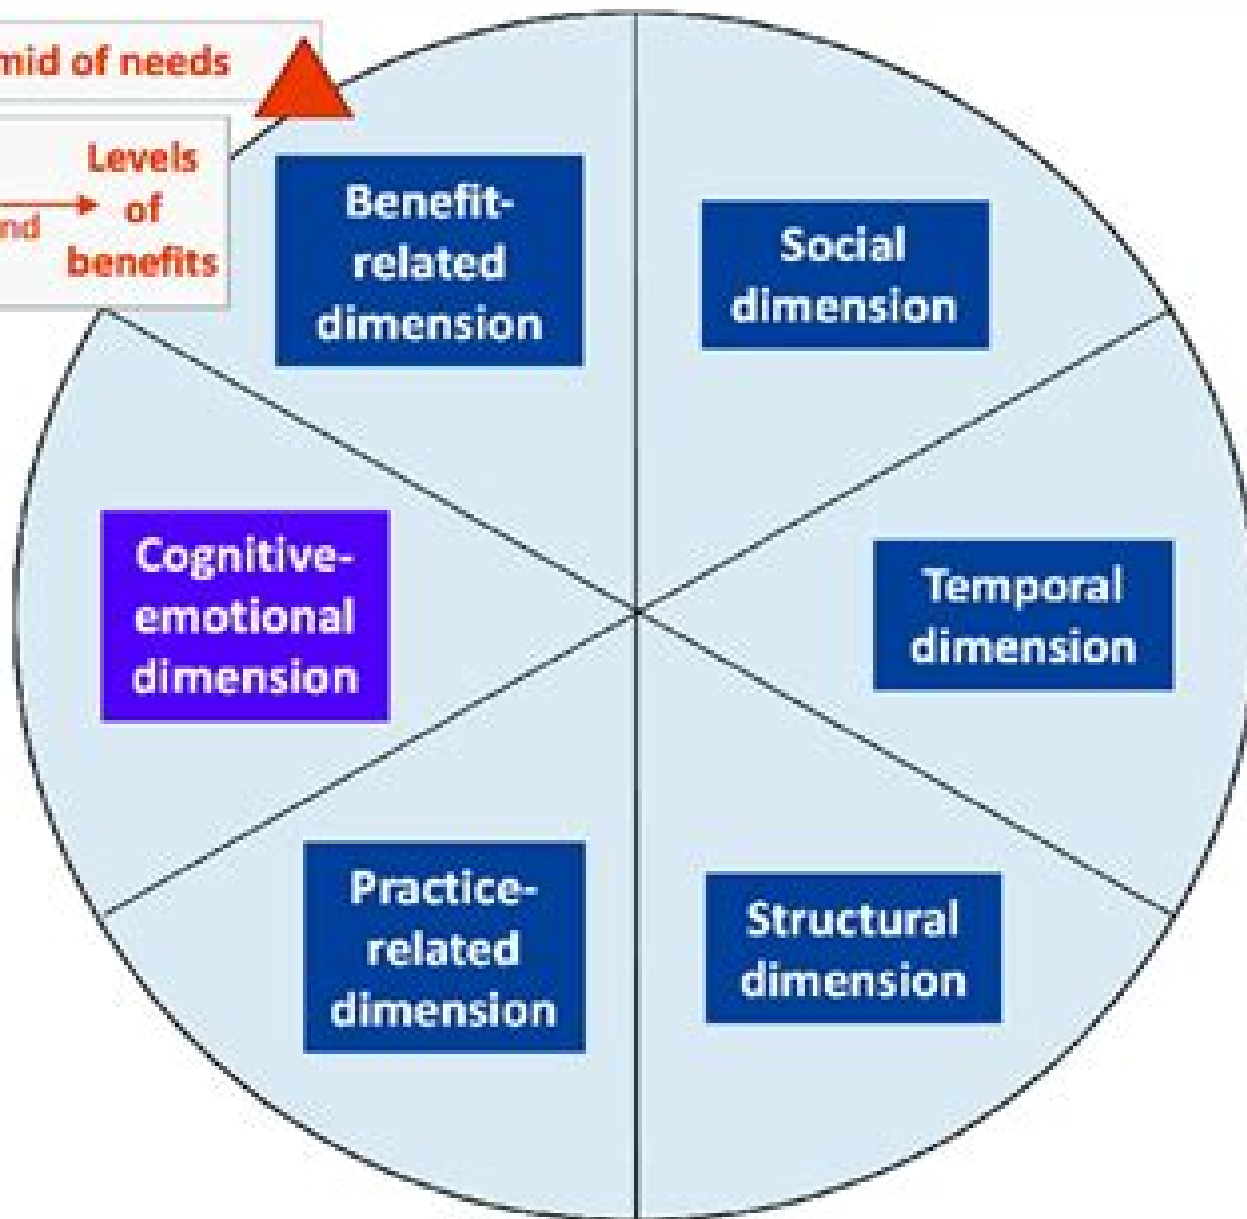 mid of needs
Levels
of
nd
benefits
Benefit-
related
dimension
Social
dimension
Cognitive-
emotional
dimension
Temporal
dimension
Practice-
related
dimension
Structural
dimension